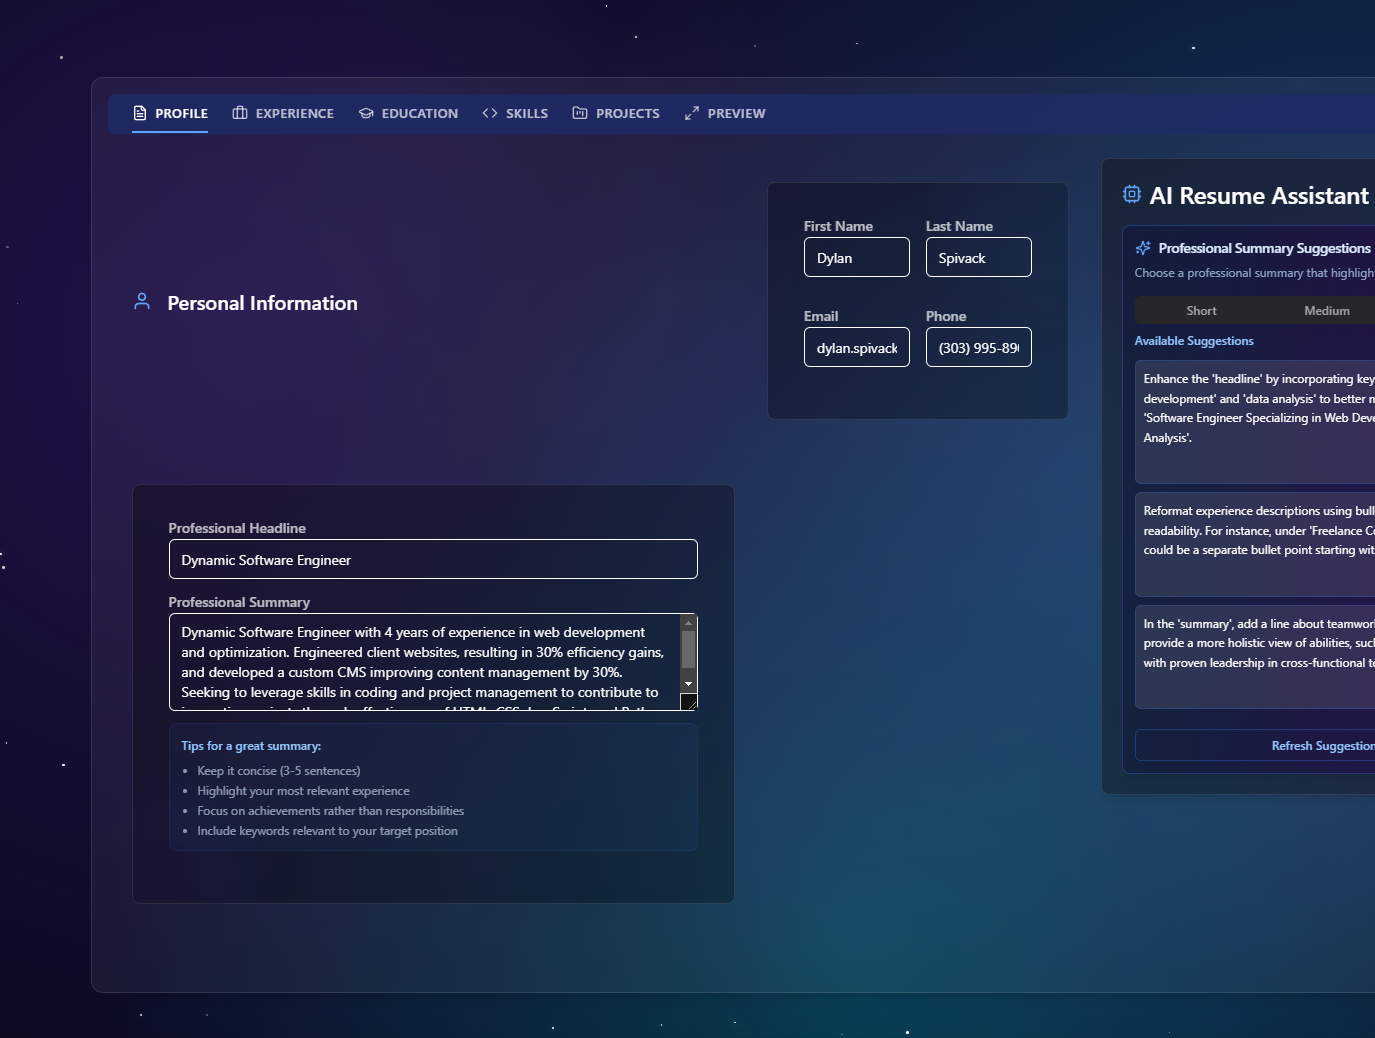 PROFILE
EXPERIENCE
EDUCATION
SKILLS
PROJECTS
PREVIEW
Personal Information
First Name
Last Name
Dylan
Spivack
Email
Phone
dylan.spivack
(303) 995-89
Professional Headline
Dynamic Software Engineer
Professional Summary
Dynamic Software Engineer with 4 years of experience in web development
and optimization. Engineered client websites, resulting in 30% efficiency gains,
and developed a custom CMS improving content management by 30%.
Seeking to leverage skills in coding and project management to contribute to
Tips for a great summary:
Keep it concise (3-5 sentences)
Highlight your most relevant experience
Focus on achievements rather than responsibilities
Include keywords relevant to your target position
AI Resume Assistant
Professional Summary Suggestions
Choose a professional summary that highlight
Short
Medium
Available Suggestions
Enhance the 'headline' by incorporating key
development' and 'data analysis' to better m
'Software Engineer Specializing in Web Deve
Analysis'.
Reformat experience descriptions using bull
readability. For instance, under 'Freelance Co
could be a separate bullet point starting wit
In the 'summary', add a line about teamwor
provide a more holistic view of abilities, suc
with proven leadership in cross-functional te
Refresh Suggestion